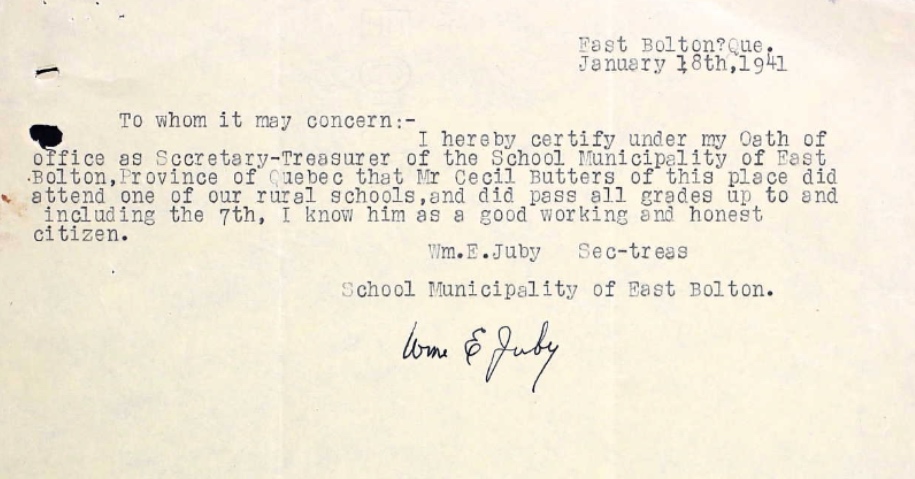 East Bolton?Que.
January 18th,1941
To whom it may concern:-
I hereby certify under my Oath of
office as Sccretary-Treasurer of the School Municipality of East
Bolton,Province of Quebec that Mr Cecil Butters of this place did
attend one of our rural schools,and did pass all grades up to and
including the 7th, I know him as a good working and honest
citizen.
Wm.E.Juby Sec-treas
School Municipality of East Bolton.
Wm E Juby